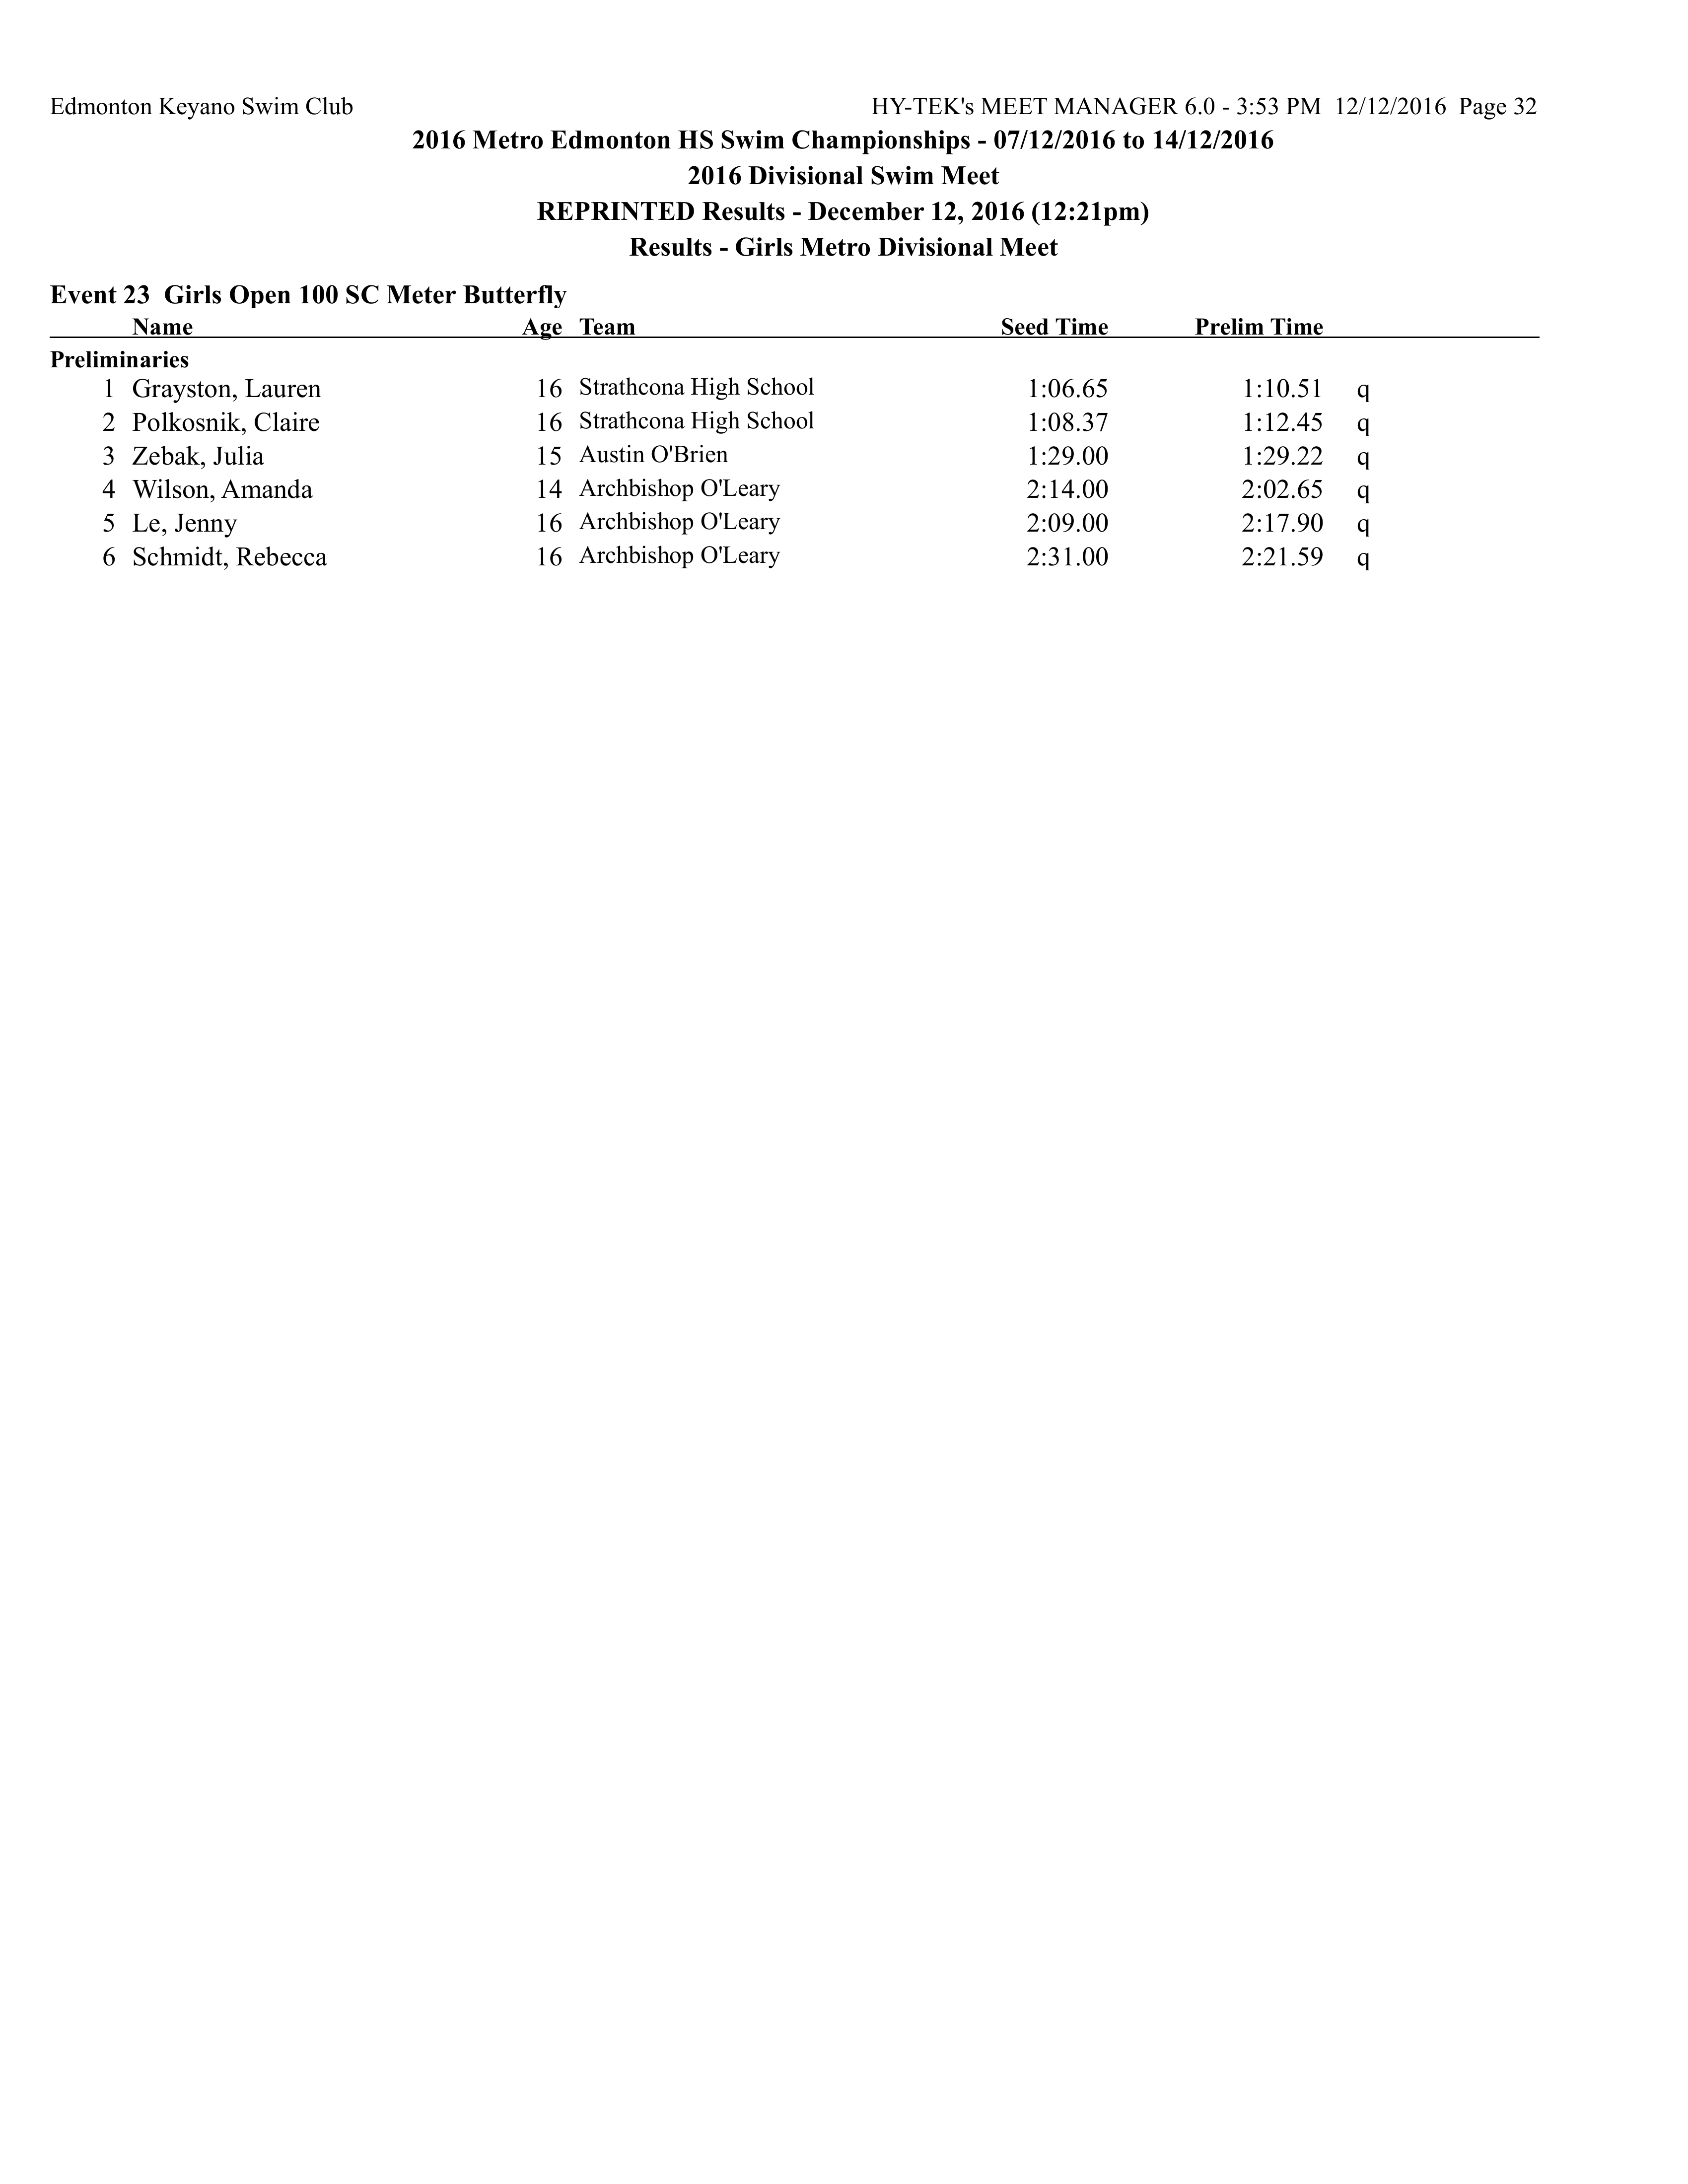 Edmonton Keyano Swim Club HY-TEK's MEET MANAGER 6.0 - 3:53 PM 12/12/2016 Page 32
2016 Metro Edmonton HS Swim Championships - 07/12/2016 to 14/12/2016
2016 Divisional Swim Meet
REPRINTED Results - December 12, 2016 (12:21pm)
Results - Girls Metro Divisional Meet
Event 23 Girls Open 100 SC Meter Butterfly
Name Age Team Seed Time Prelim Time
Preliminaries
1 Grayston, Lauren 16 Strathcona High School 1:06.65 1:10.51 q
2 Polkosnik, Claire 16 Strathcona High School 1:08.37 1:12.45 q
3 Zebak, Julia 15 Austin O'Brien 1:29.00 1:29.22 q
4 Wilson, Amanda 14 Archbishop O'Leary 2:14.00 2:02.65 q
5 Le, Jenny 16 Archbishop O'Leary 2:09.00 2:17.90 q
6 Schmidt, Rebecca 16 Archbishop O'Leary 2:31.00 2:21.59 q